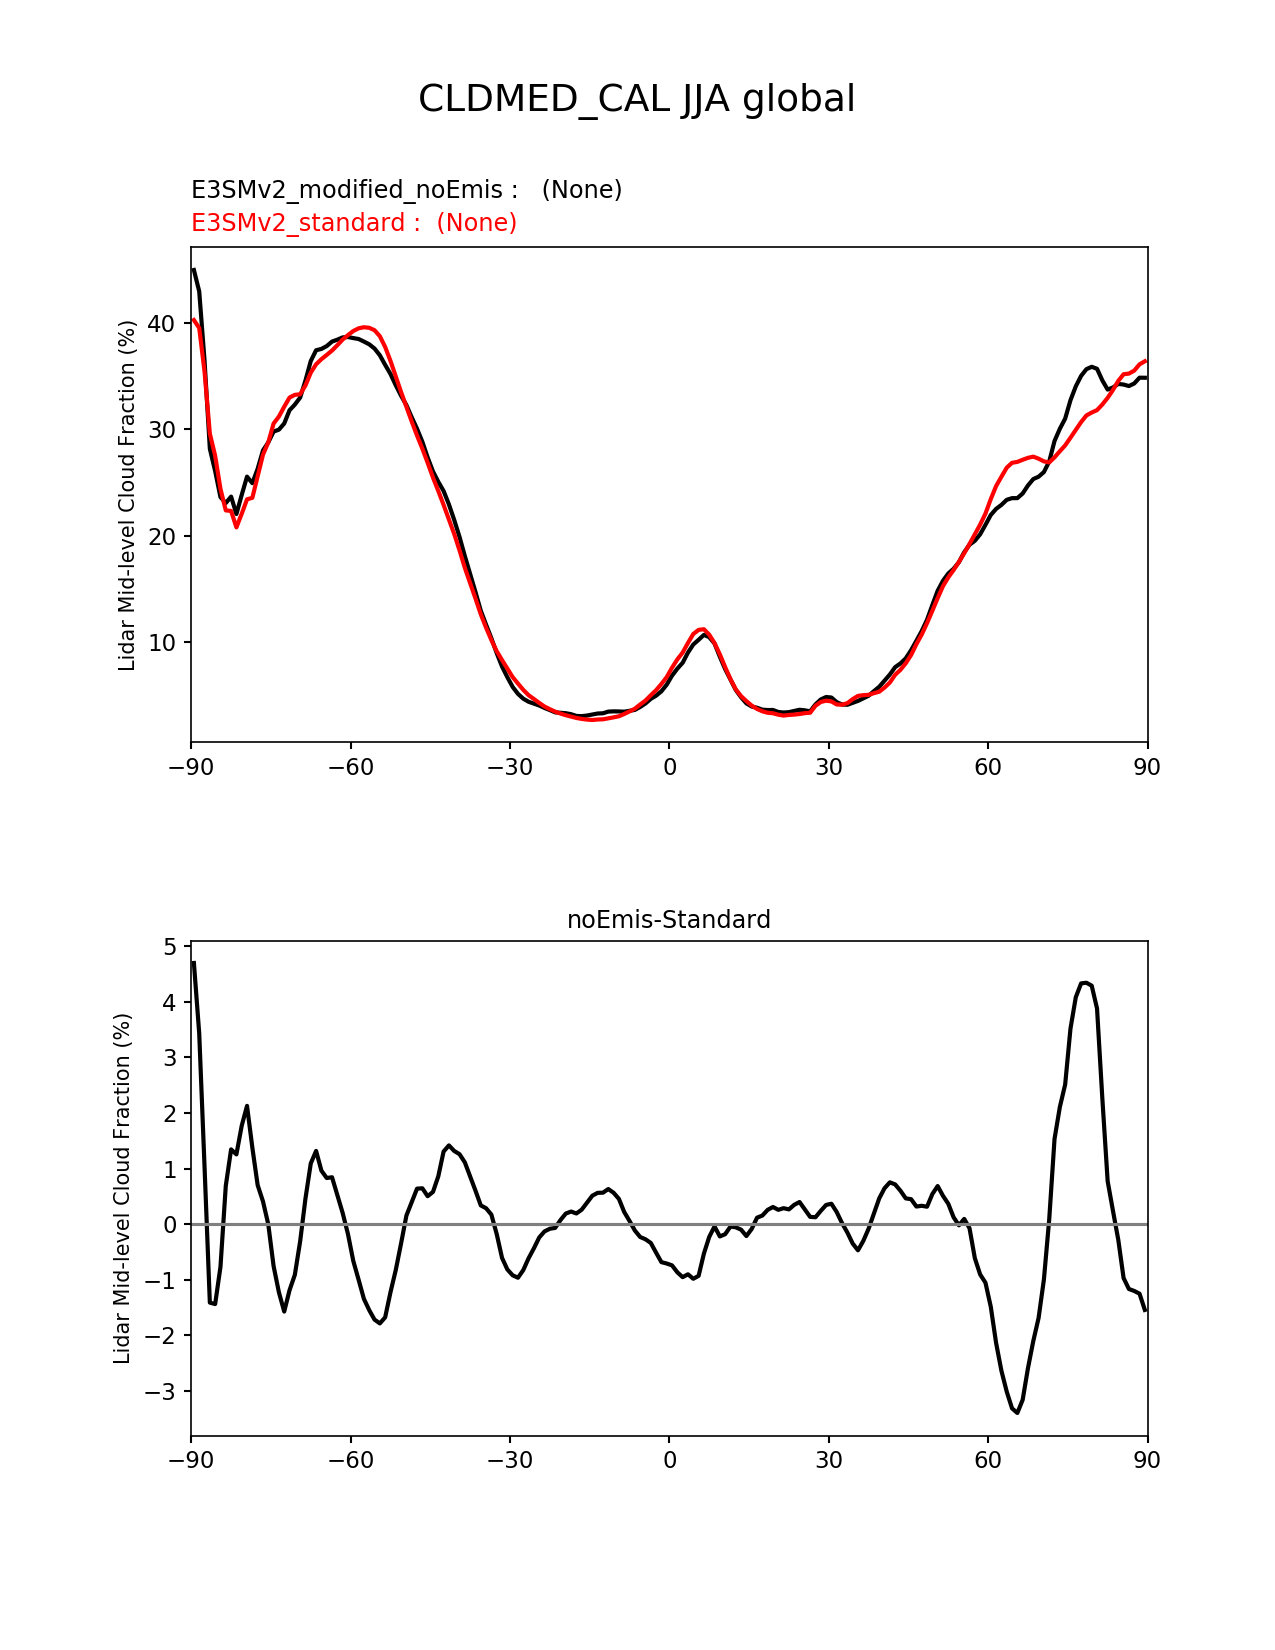 CLDMED_CAL JJA global
E3SMv2_modified_noEmis :   (None)
E3SMv2_standard :  (None)
Lidar Mid-level Cloud Fraction (%)
40
30
20
10
−90 −60 −30 0 30 60 90
noEmis-Standard
Lidar Mid-level Cloud Fraction (%)
5
4
3
2
1
0
−1
−2
−3
−90 −60 −30 0 30 60 90